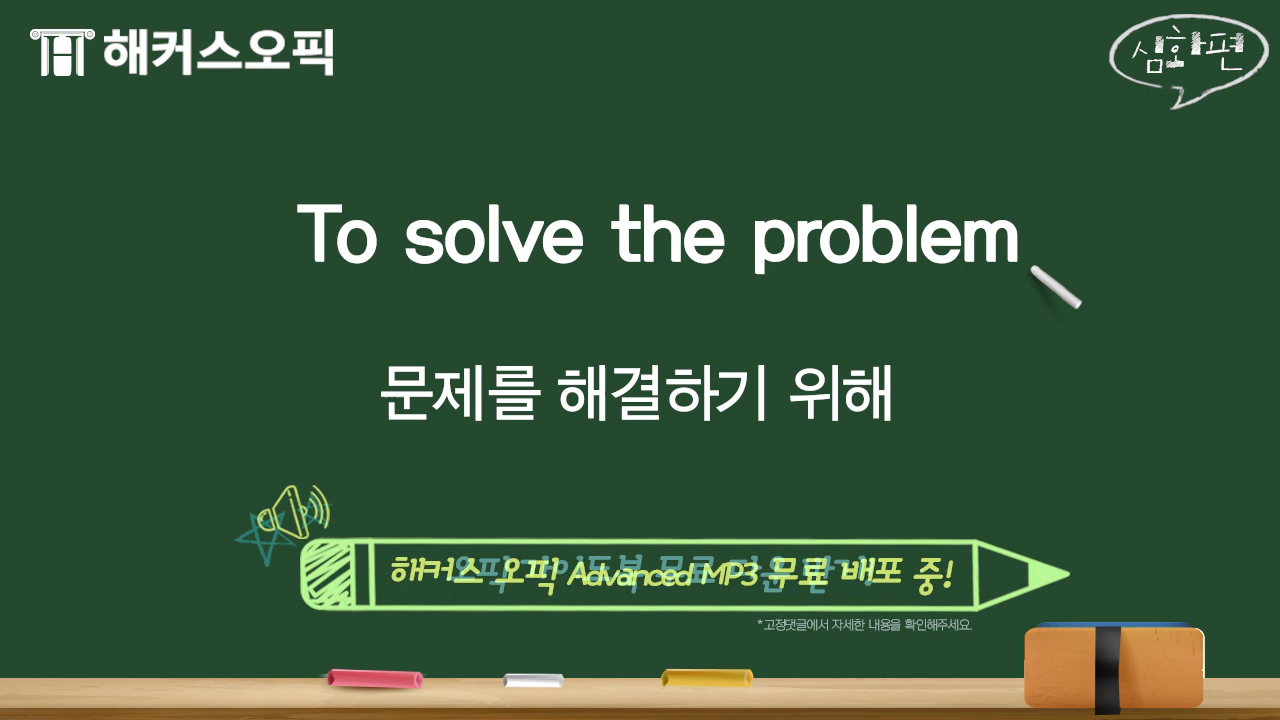 해커스오픽
심화편
To solve the problem
문제를 해결하기 위해
해커스 오픽 Advanced MP3 무료 배포 중!
*고정댓글에서 자세한 내용을 확인해주세요.